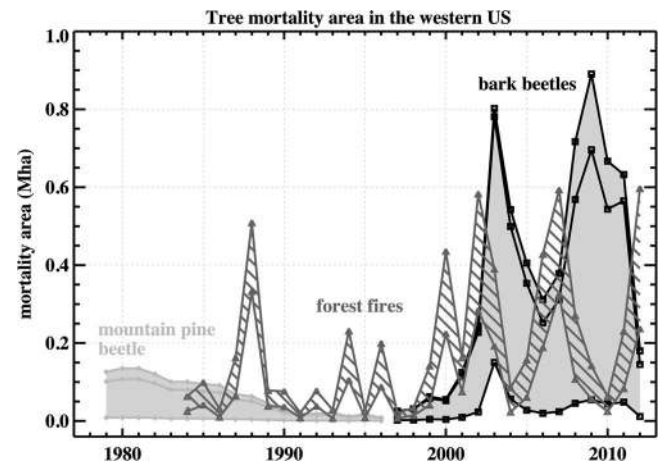 Tree mortality area in the western US
1.0
bark beetles
0.8
mortality area (Mha)
0.6
0.4
forest fires
mountain pine
beetle
0.2
0.0
1980 1990 2000 2010